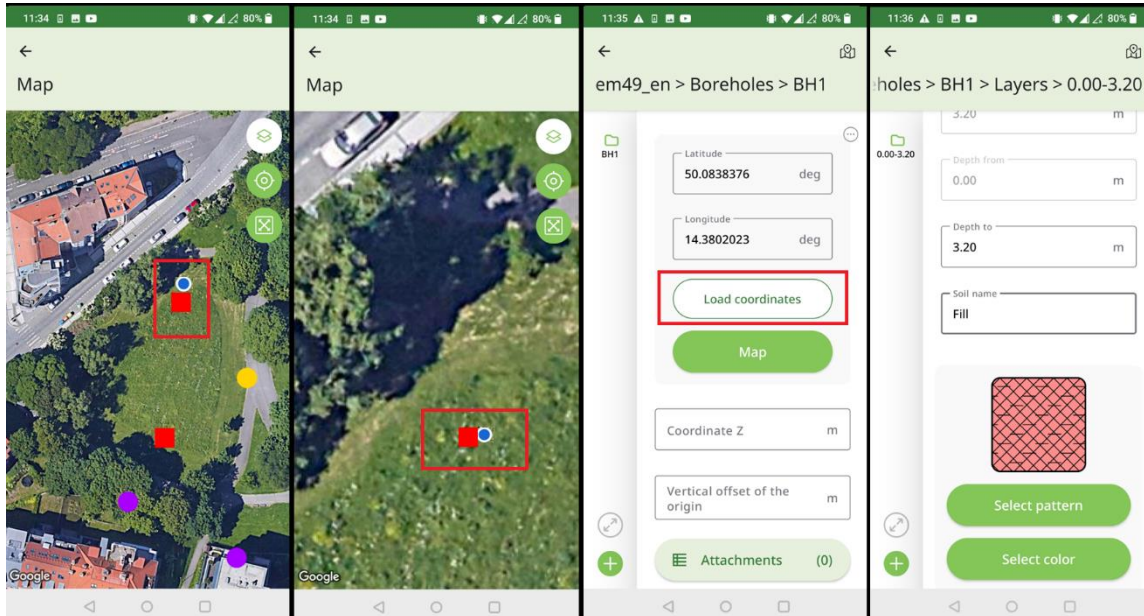 11:34 80%
Map
Google
11:34 80%
Map
Google
11:35 80%
em49_en > Boreholes > BH1
BH1
Latitude
50.0838376 deg
Longitude
14.3802023 deg
Load coordinates
Map
Coordinate Z m
Vertical offset of the
origin m
Attachments (0)
11:36 80%
holes > BH1 > Layers > 0.00-3.20
0.00-3.20
3.20 m
Depth from
0.00 m
Depth to
3.20 m
Soil name
Fill
Select pattern
Select color